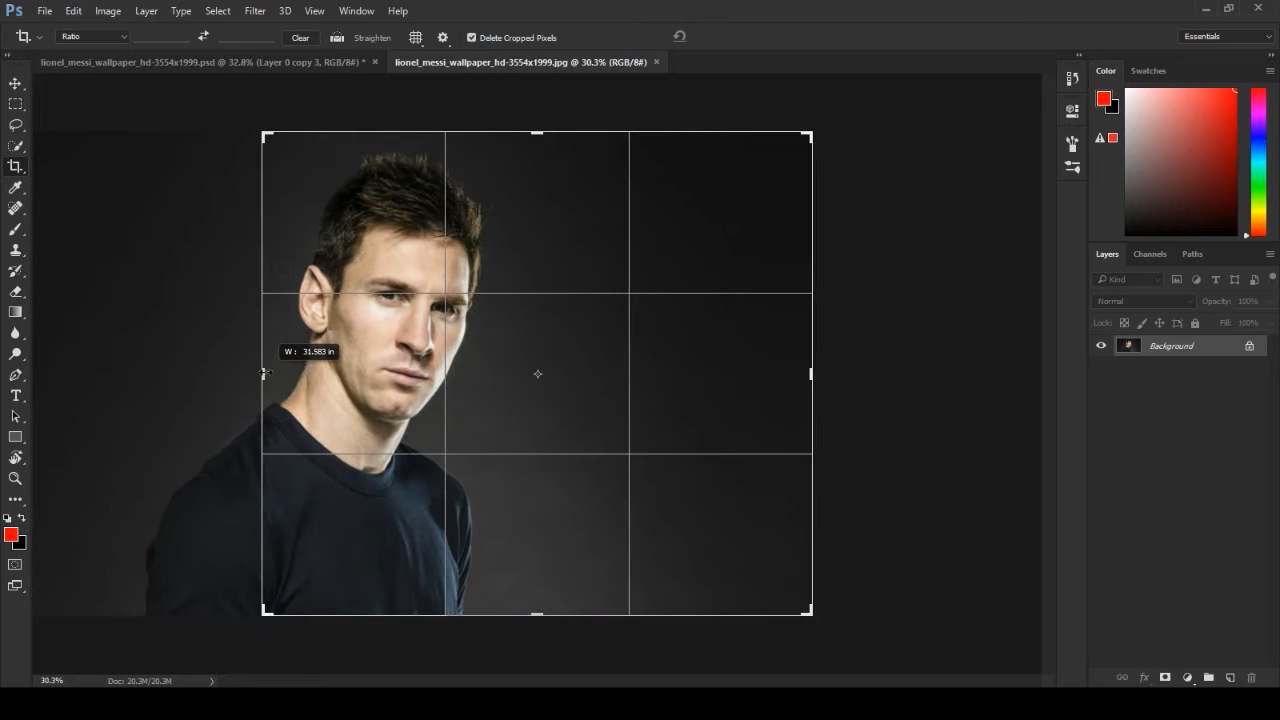 Ps File Edit Image Layer Type Select Filter 3D View Window Help
Ratio Clear Straighten Delete Cropped Pixels Essentials
lionel_messi_wallpaper_hd-3554x1999.psd @ 32.8% (Layer 0 copy 3, RGB/8#) * × lionel_messi_wallpaper_hd-3554x1999.jpg @ 30.3% (RGB/8#) ×
Color Swatches
Layers Channels Paths
Kind
Normal Opacity: 100%
Lock: Fill: 100%
Background
W : 31.583 in
30.3% Doc: 20.3M/20.3M